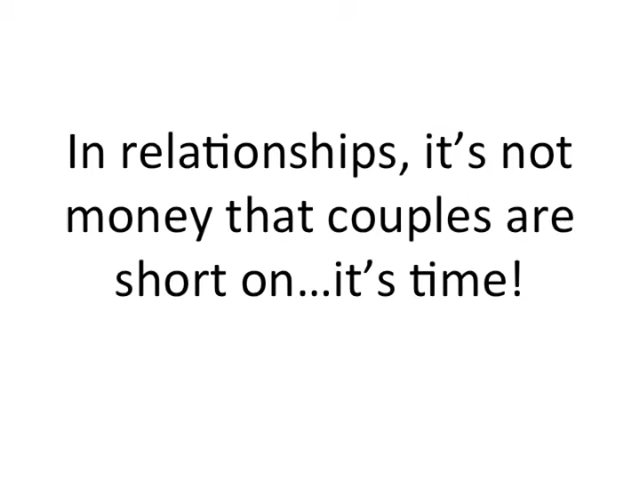 In relationships, it’s not
money that couples are
short on…it’s time!